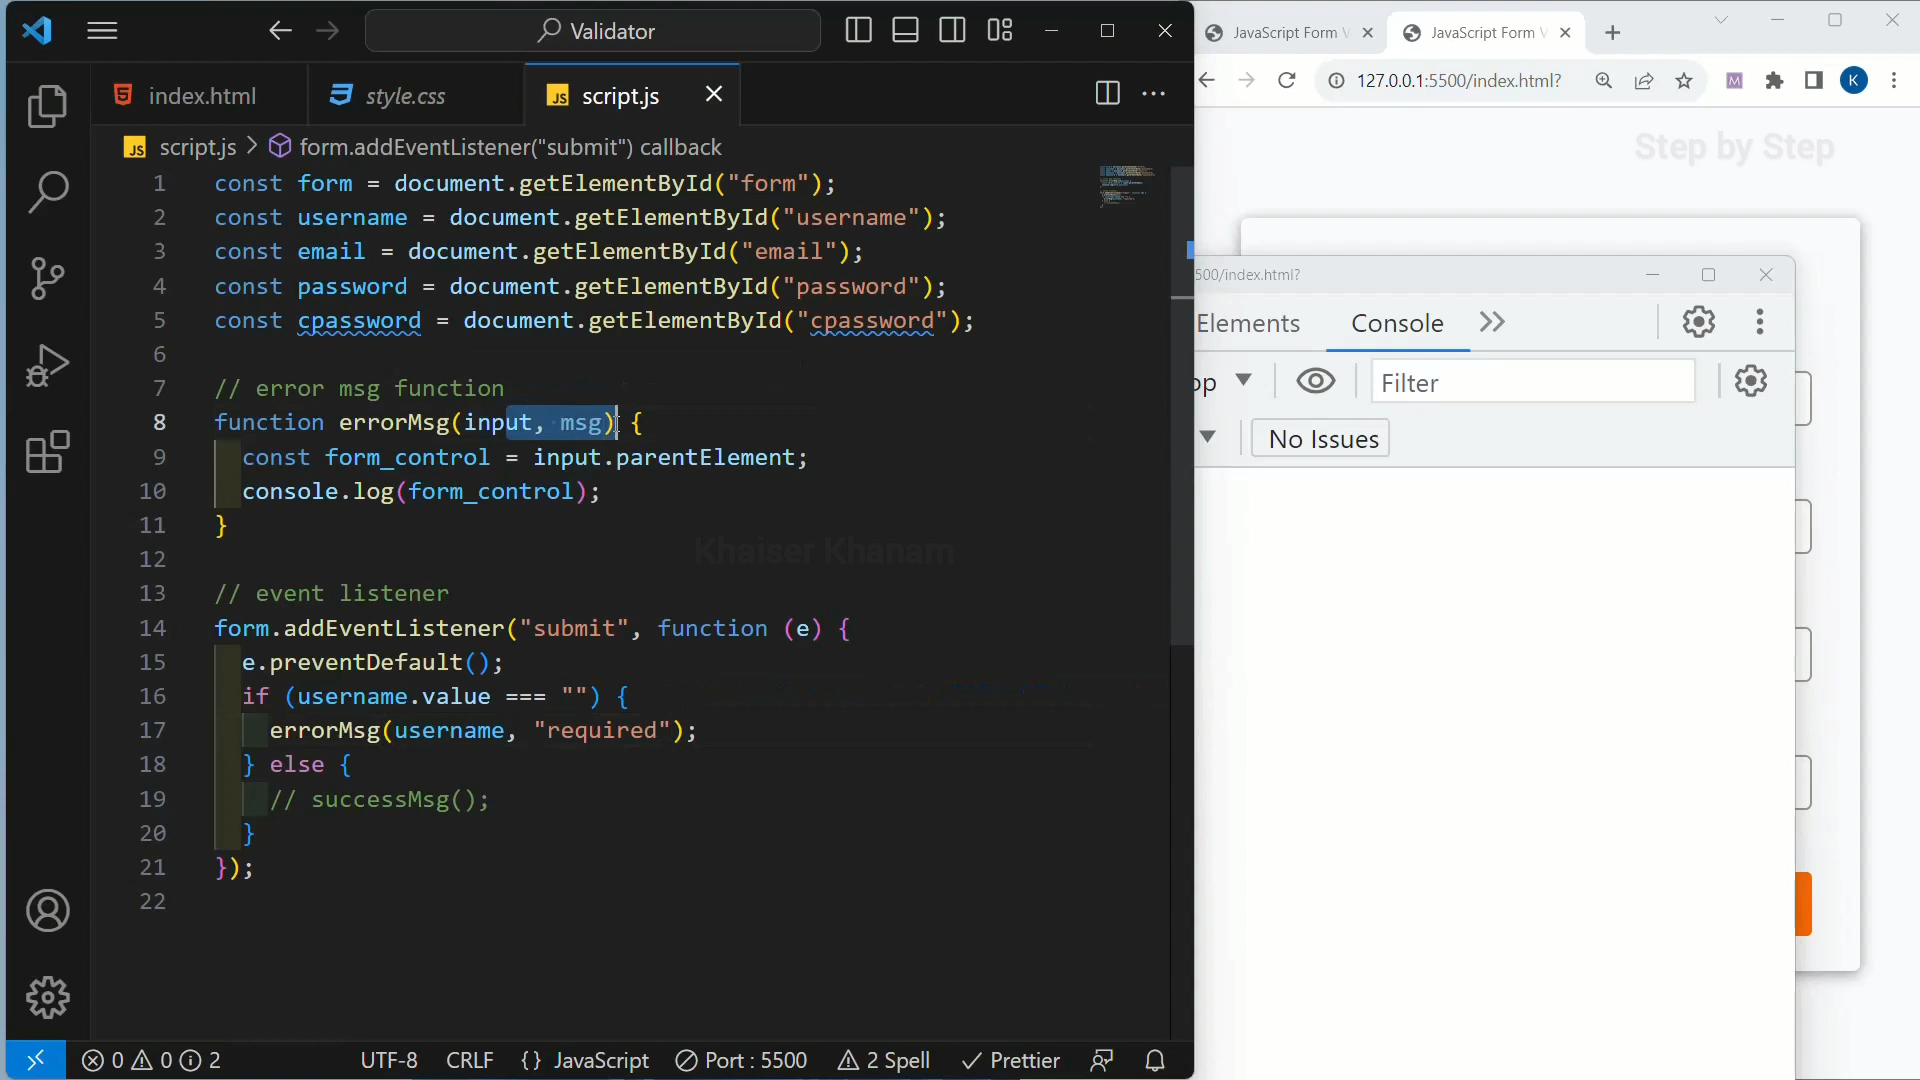 Validator
index.html
style.css
script.js
script.js > form.addEventListener("submit") callback
1 const form = document.getElementById("form");
2 const username = document.getElementById("username");
3 const email = document.getElementById("email");
4 const password = document.getElementById("password");
5 const cpassword = document.getElementById("cpassword");
6
7 // error msg function
8 function errorMsg(input, msg) {
9 const form_control = input.parentElement;
10 console.log(form_control);
11 }
12
13 // event listener
14 form.addEventListener("submit", function (e) {
15 e.preventDefault();
16 if (username.value === "") {
17 errorMsg(username, "required");
18 } else {
19 // successMsg();
20 }
21 });
22
Khaiser Khanam
0 0 2
UTF-8
CRLF
{} JavaScript
Port : 5500
2 Spell
Prettier
JavaScript Form V
JavaScript Form V
127.0.0.1:5500/index.html?
M
K
Step by Step
500/index.html?
Elements
Console
op
Filter
No Issues